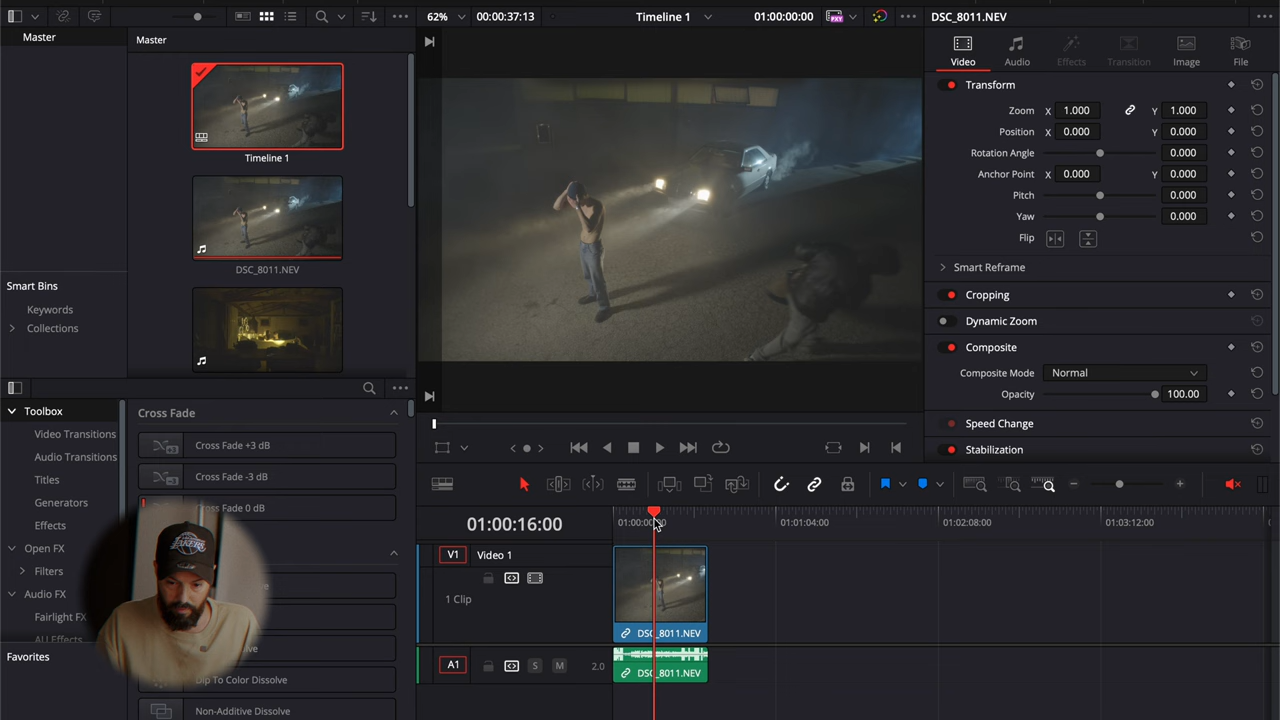 62%
00:00:37:13
Timeline 1
01:00:00:00
DSC_8011.NEV
Master
Master
Timeline 1
DSC_8011.NEV
Smart Bins
Keywords
Collections
Video
Audio
Effects
Transition
Image
File
Transform
Zoom X 1.000 Y 1.000
Position X 0.000 Y 0.000
Rotation Angle 0.000
Anchor Point X 0.000 Y 0.000
Pitch 0.000
Yaw 0.000
Flip
Smart Reframe
Cropping
Dynamic Zoom
Composite
Composite Mode Normal
Opacity 100.00
Speed Change
Stabilization
Toolbox
Video Transitions
Audio Transitions
Titles
Generators
Effects
Open FX
Filters
Audio FX
Fairlight FX
All Effects
Favorites
Cross Fade
Cross Fade +3 dB
Cross Fade -3 dB
Cross Fade 0 dB
Dip To Color Dissolve
Non-Additive Dissolve
01:00:16:00
01:01:04:00
01:02:08:00
01:03:12:00
V1 Video 1
1 Clip
DSC_8011.NEV
A1 S M 2.0
DSC_8011.NEV